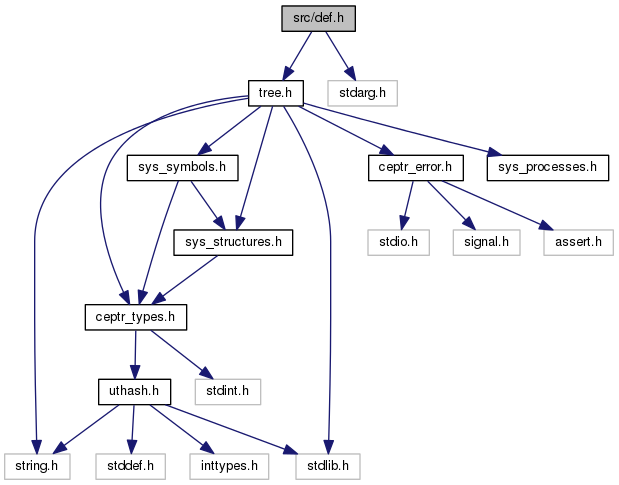 src/def.h
tree.h
stdarg.h
sys_symbols.h
ceptr_error.h
sys_processes.h
sys_structures.h
stdio.h
signal.h
assert.h
ceptr_types.h
uthash.h
stdint.h
string.h
stddef.h
inttypes.h
stdlib.h